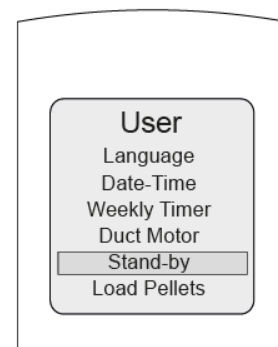 User
Language
Date-Time
Weekly Timer
Duct Motor
Stand-by
Load Pellets